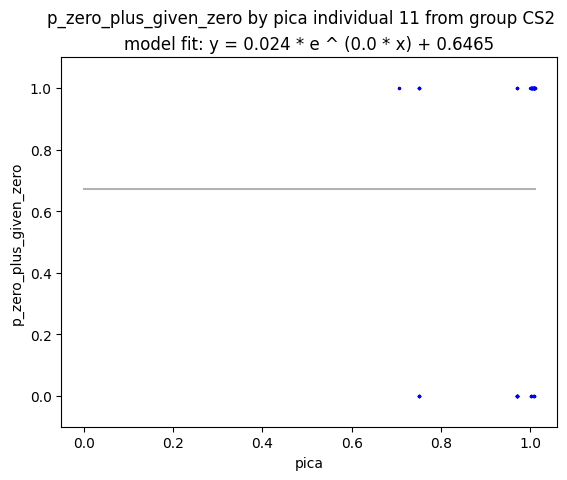 p_zero_plus_given_zero by pica individual 11 from group CS2
model fit: y = 0.024 * e ^ (0.0 * x) + 0.6465
1.0
0.8
0.6
0.4
0.2
0.0
p_zero_plus_given_zero
0.0 0.2 0.4 0.6 0.8 1.0
pica